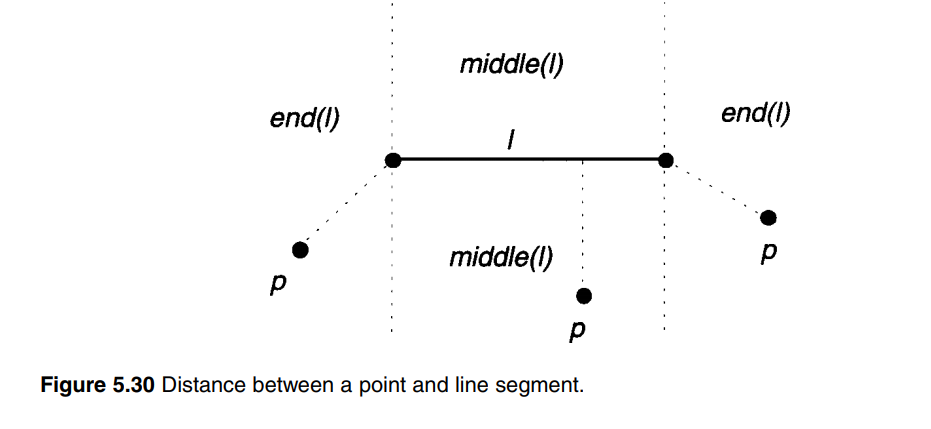 middle(l)
end(l)
end(l)
l
middle(l)
p
p
p
Figure 5.30 Distance between a point and line segment.